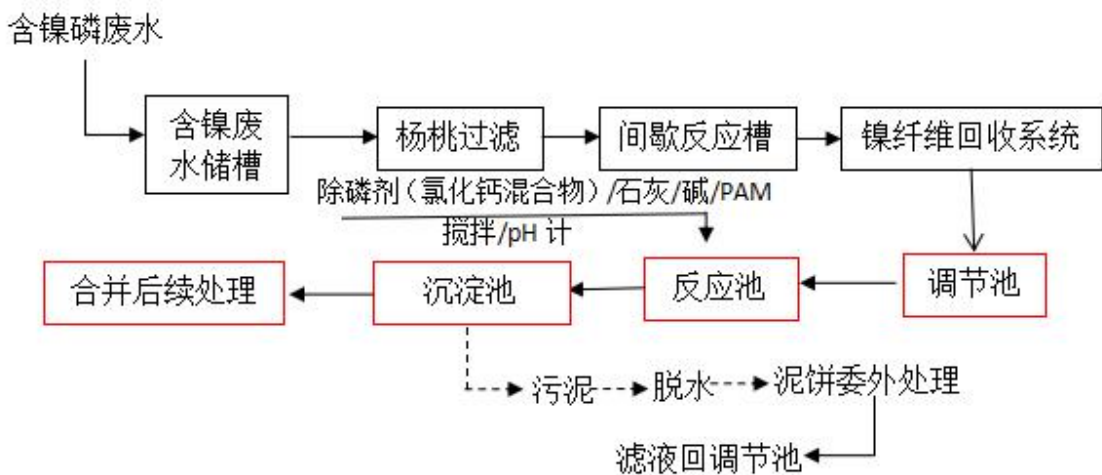 含镍磷废水
含镍废
水储槽
杨桃过滤
间歇反应槽
镍纤维回收系统
除磷剂（氯化钙混合物）/石灰/碱/PAM
搅拌/pH 计
合并后续处理
沉淀池
反应池
调节池
污泥
脱水
泥饼委外处理
滤液回调节池